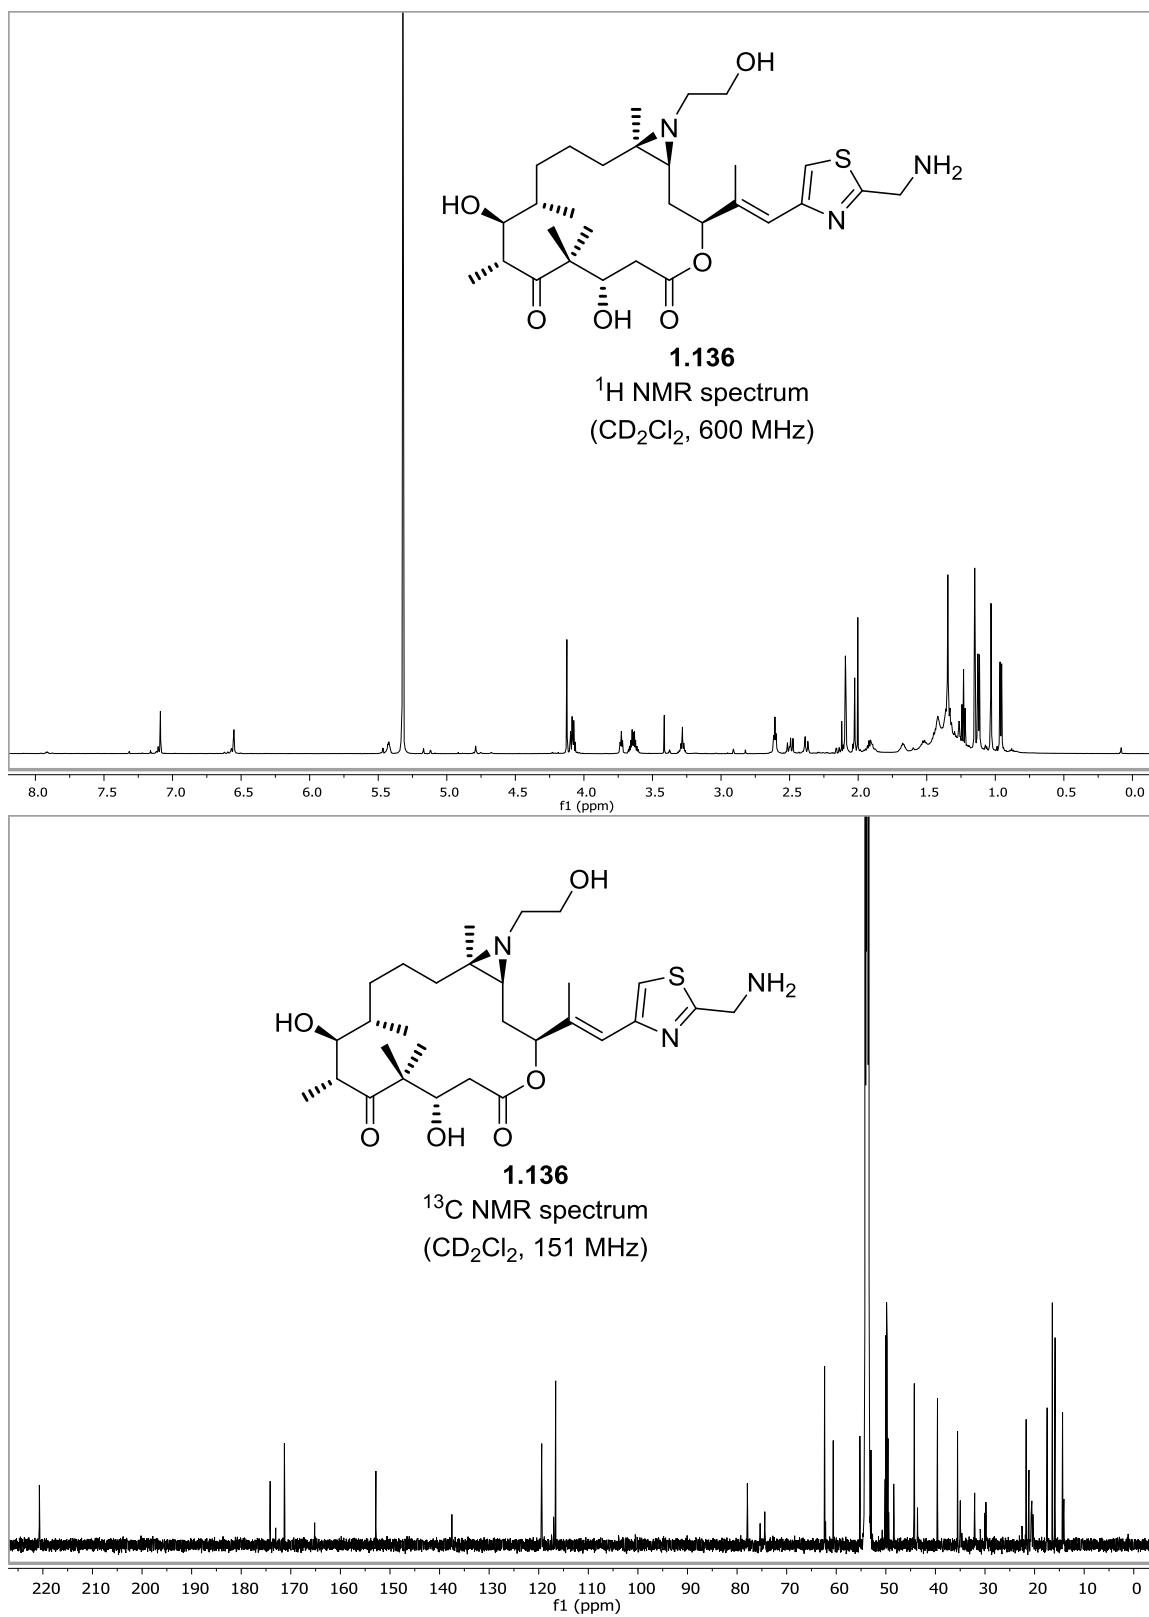 OH
N
S
NH2
N
HO
O
O
OH
O
1.136
1H NMR spectrum
(CD2Cl2, 600 MHz)
8.0 7.5 7.0 6.5 6.0 5.5 5.0 4.5 4.0 3.5 3.0 2.5 2.0 1.5 1.0 0.5 0.0
f1 (ppm)
OH
N
S
NH2
N
HO
O
O
OH
O
1.136
13C NMR spectrum
(CD2Cl2, 151 MHz)
220 210 200 190 180 170 160 150 140 130 120 110 100 90 80 70 60 50 40 30 20 10 0
f1 (ppm)